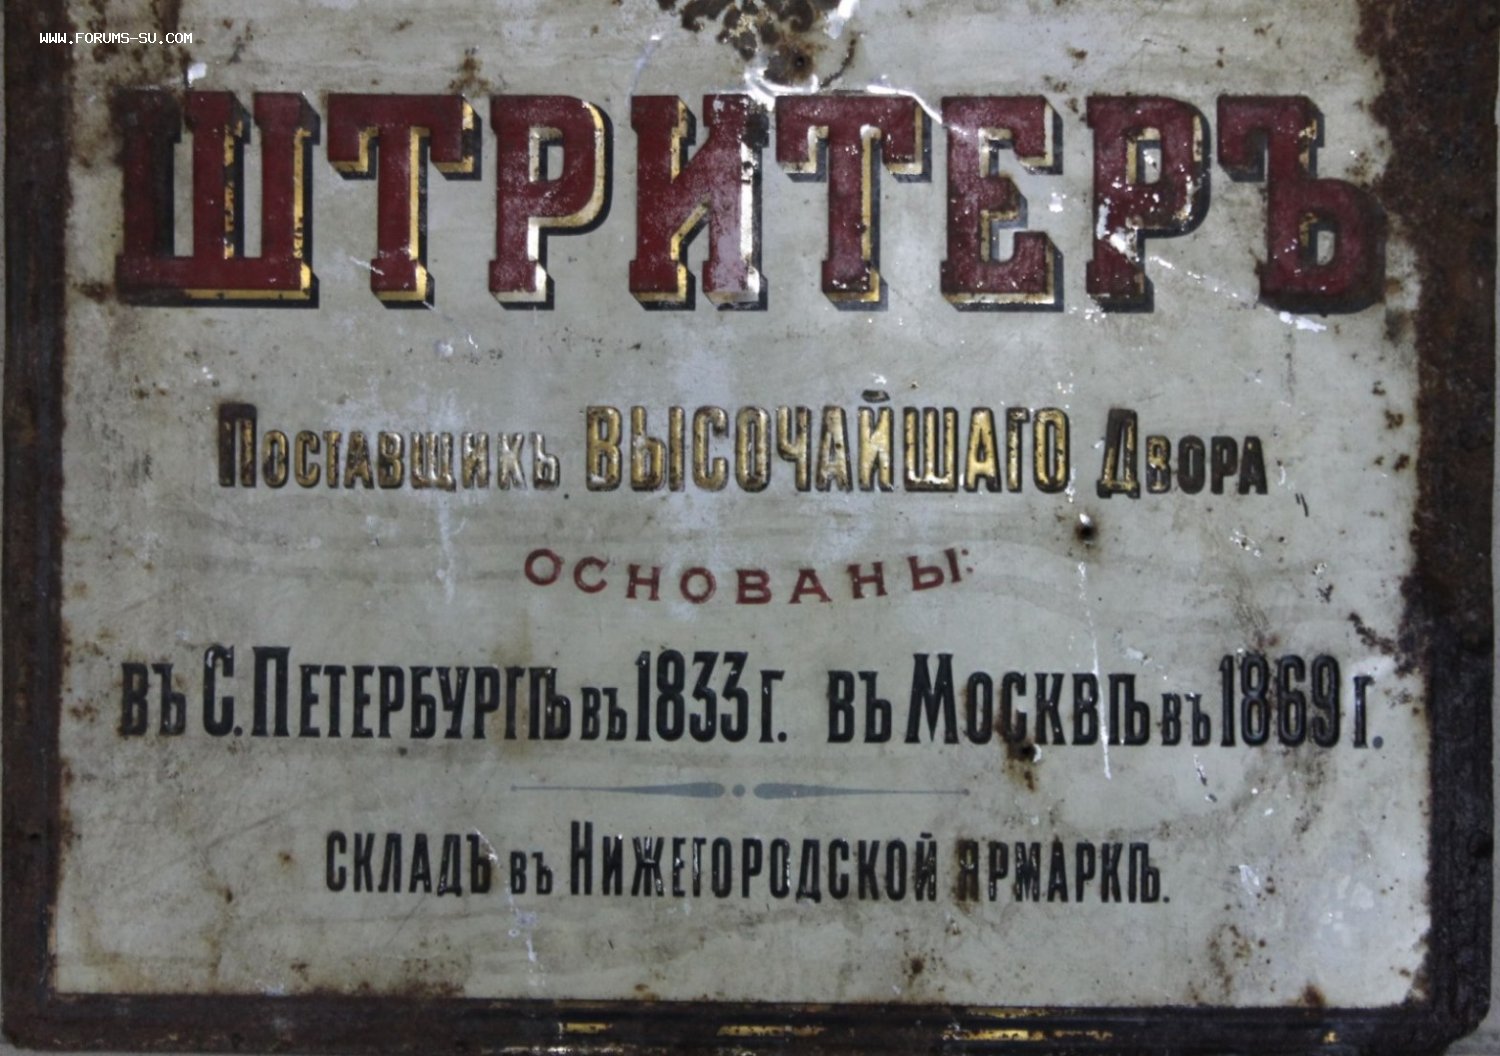 WWW.FORUMS-SU.COM
ШТРИТЕРЪ
Поставщикъ ВЫСОЧАЙШАГО Двора
ОСНОВАНЫ:
въ С. Петербургѣ въ 1833 г. въ Москвѣ въ 1869 г.
складъ въ Нижегородской ярмаркѣ.